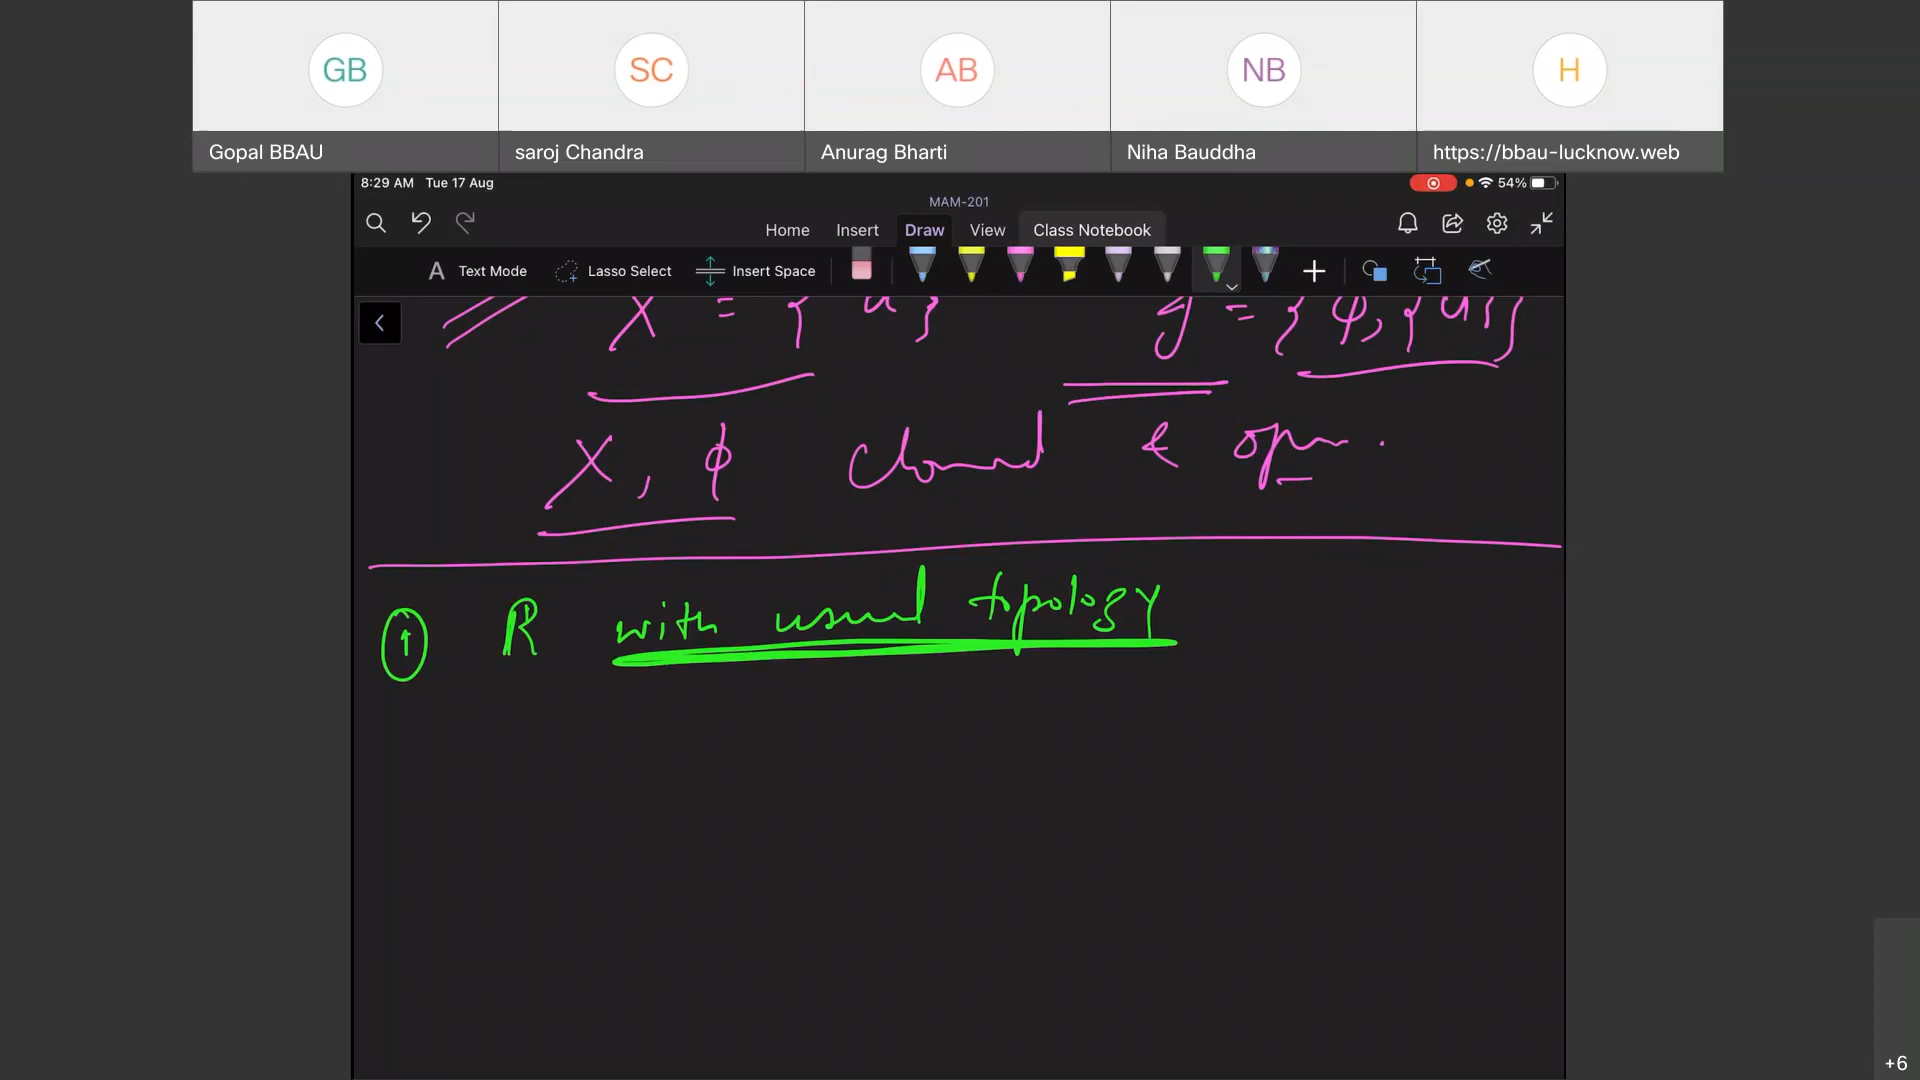 GB SC AB NB H
Gopal BBAU saroj Chandra Anurag Bharti Niha Bauddha https://bbau-lucknow.web
8:29 AM Tue 17 Aug 54%
MAM-201
Home Insert Draw View Class Notebook
A Text Mode Lasso Select Insert Space
X = { a } = { φ, { a } }
X, φ closed & open.
① R with usual topology
+6